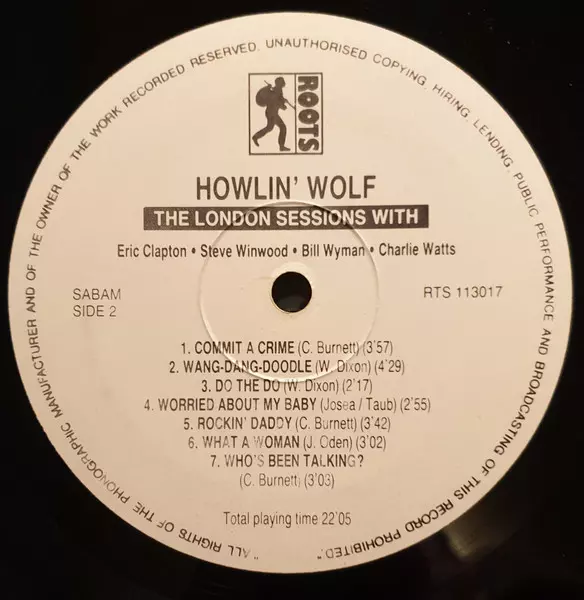 "ALL RIGHTS OF THE PHONOGRAPHIC MANUFACTURER AND OF THE OWNER OF THE WORK RECORDED RESERVED. UNAUTHORISED COPYING, HIRING, LENDING, PUBLIC PERFORMANCE AND BROADCASTING OF THIS RECORD PROHIBITED."
ROOTS
HOWLIN' WOLF
THE LONDON SESSIONS WITH
Eric Clapton • Steve Winwood • Bill Wyman • Charlie Watts
SABAM
SIDE 2
RTS 113017
1. COMMIT A CRIME (C. Burnett) (3'57)
2. WANG-DANG-DOODLE (W. Dixon) (4'29)
3. DO THE DO (W. Dixon) (2'17)
4. WORRIED ABOUT MY BABY (Josea / Taub) (2'55)
5. ROCKIN' DADDY (C. Burnett) (3'42)
6. WHAT A WOMAN (J. Oden) (3'02)
7. WHO'S BEEN TALKING?
(C. Burnett) (3'03)
Total playing time 22'05